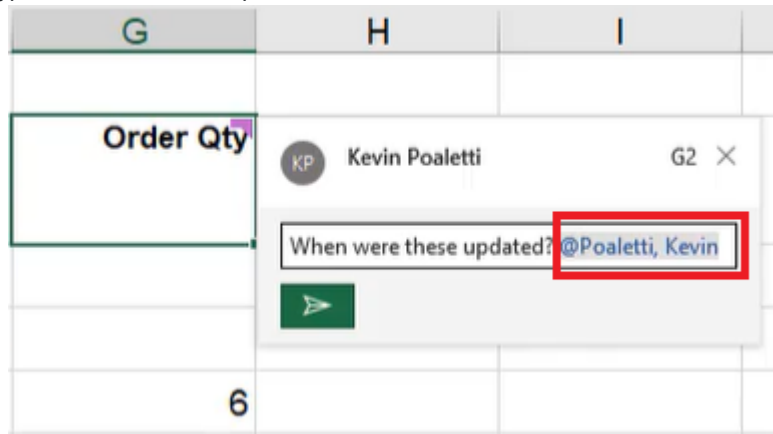 G H I
Order Qty
KP Kevin Poaletti G2
When were these updated? @Poaletti, Kevin
6